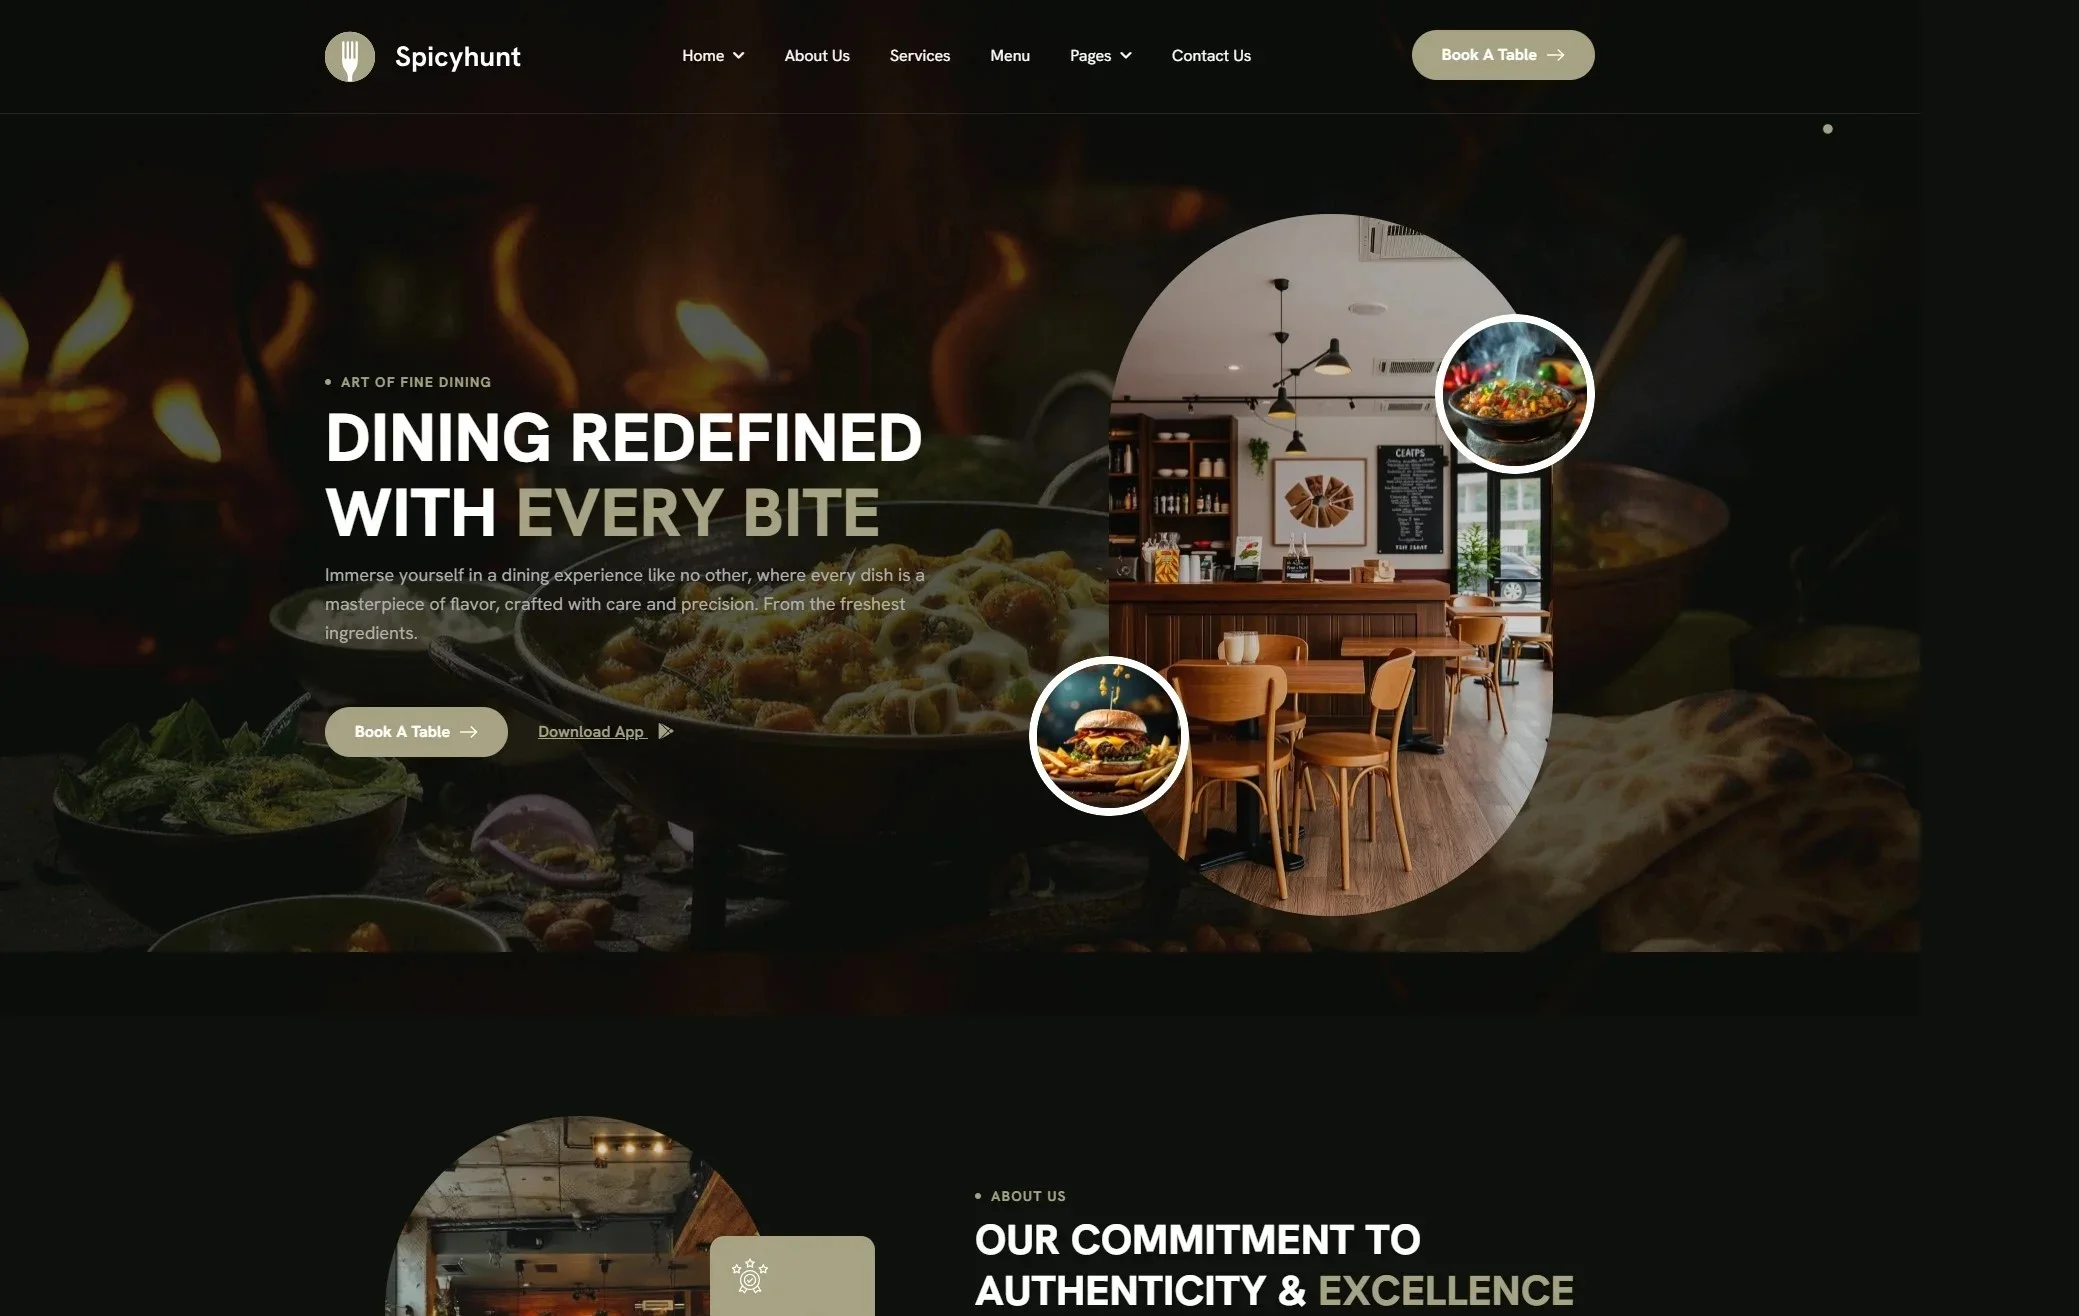 Spicyhunt
Home
About Us
Services
Menu
Pages
Contact Us
Book A Table
ART OF FINE DINING
DINING REDEFINED
WITH EVERY BITE
Immerse yourself in a dining experience like no other, where every dish is a
masterpiece of flavor, crafted with care and precision. From the freshest
ingredients.
Book A Table
Download App
CEATPS
ABOUT US
OUR COMMITMENT TO
AUTHENTICITY & EXCELLENCE